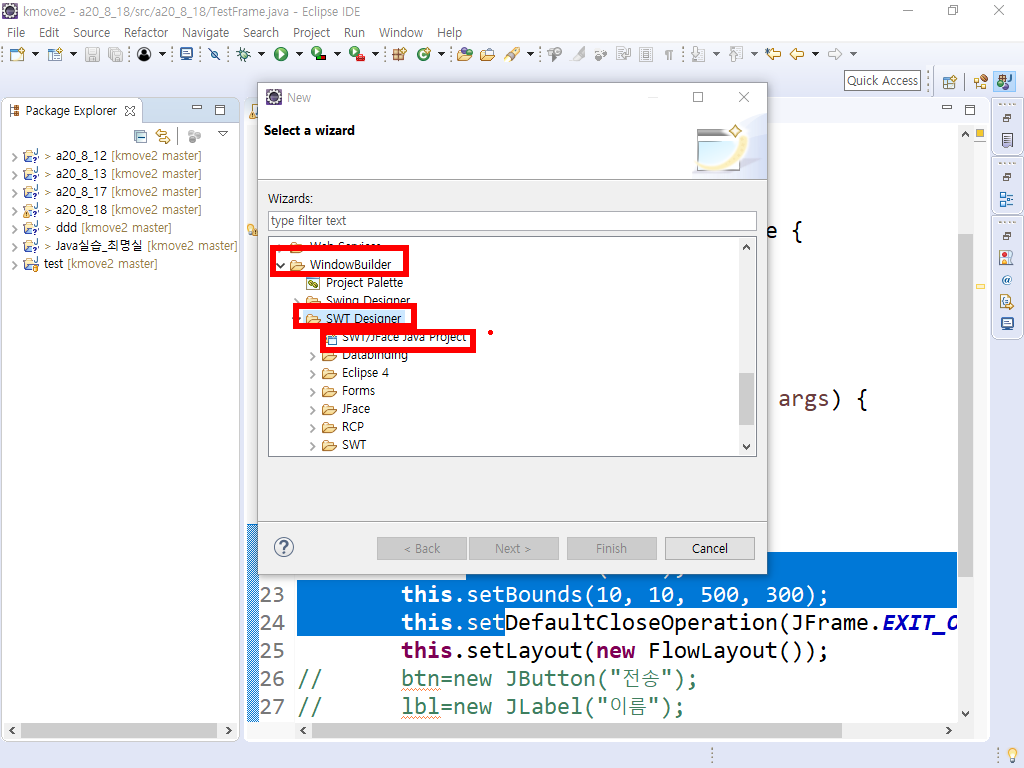 kmove2 - a20_8_18/src/a20_8_18/TestFrame.java - Eclipse IDE
File Edit Source Refactor Navigate Search Project Run Window Help
Quick Access
Package Explorer
> a20_8_12 [kmove2 master]
> a20_8_13 [kmove2 master]
> a20_8_17 [kmove2 master]
> a20_8_18 [kmove2 master]
> ddd [kmove2 master]
> Java실습_최명실 [kmove2 master]
test [kmove2 master]
New
Select a wizard
Wizards:
type filter text
Web Services
WindowBuilder
Project Palette
Swing Designer
SWT Designer
SWT/JFace Java Project
Databinding
Eclipse 4
Forms
JFace
RCP
SWT
< Back Next > Finish Cancel
e {
args) {
23 this.setBounds(10, 10, 500, 300);
24 this.setDefaultCloseOperation(JFrame.EXIT_
25 this.setLayout(new FlowLayout());
26 // btn=new JButton("전송");
27 // lbl=new JLabel("이름");